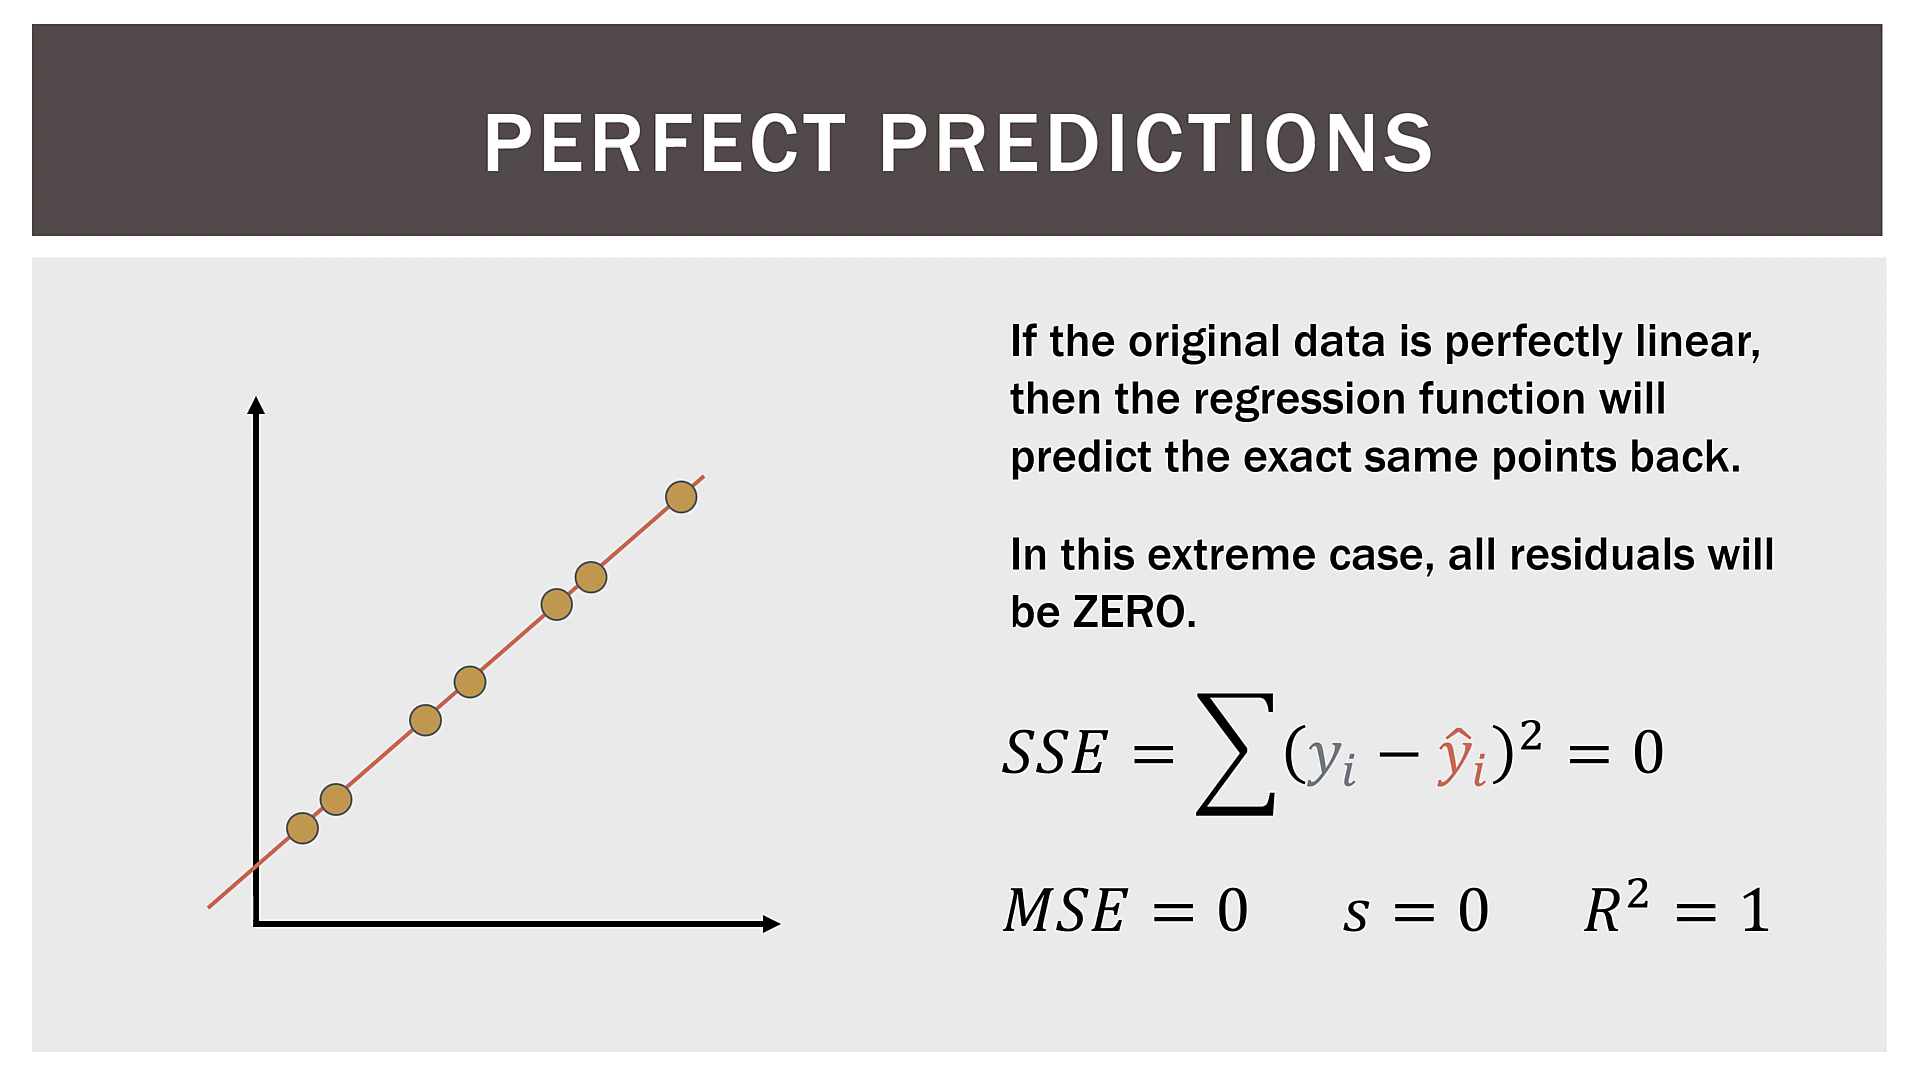 PERFECT PREDICTIONS
If the original data is perfectly linear,
then the regression function will
predict the exact same points back.
In this extreme case, all residuals will
be ZERO.
SSE = ∑(yᵢ − ŷᵢ)² = 0
MSE = 0 s = 0 R² = 1